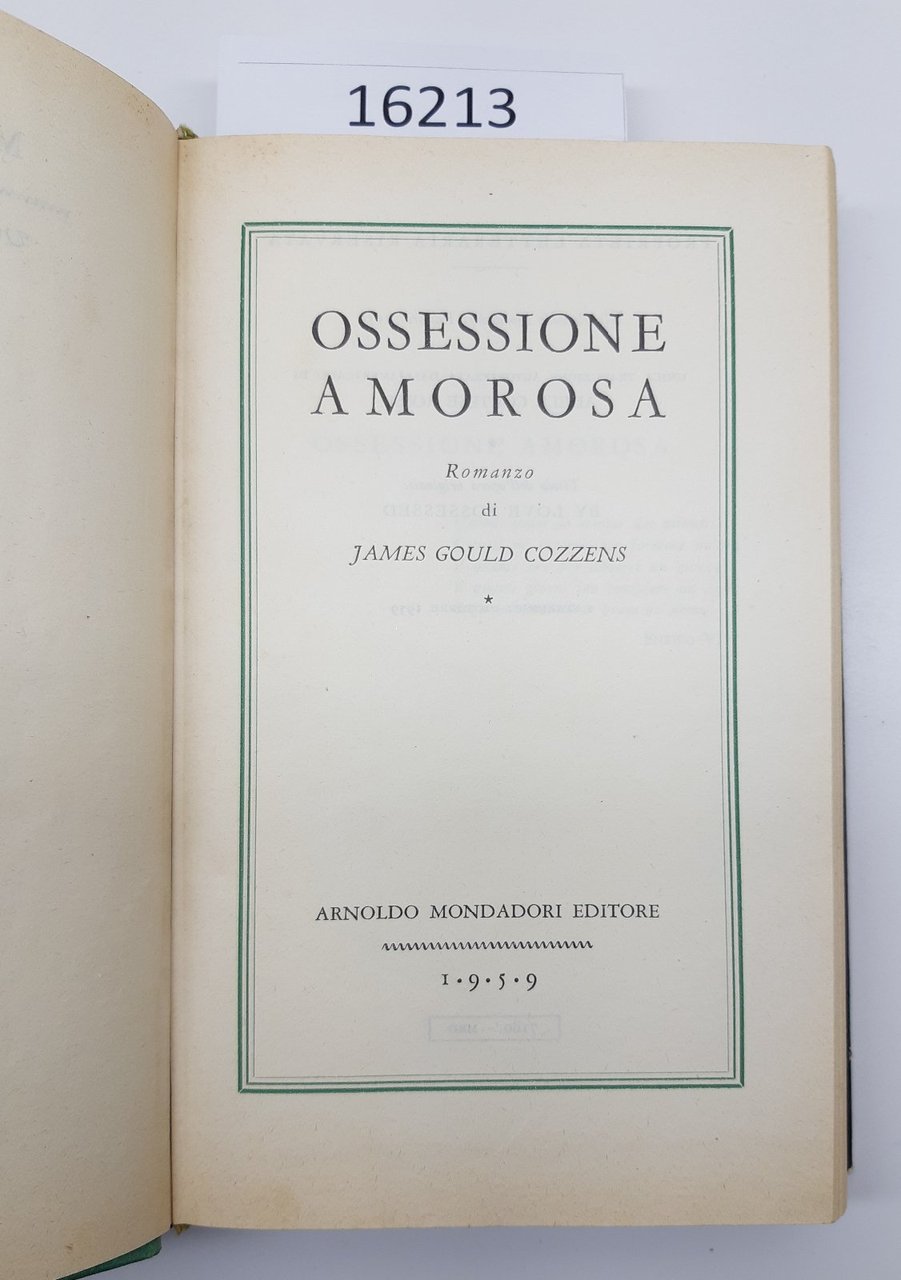 16213
OSSESSIONE
AMOROSA
Romanzo
di
JAMES GOULD COZZENS
*
ARNOLDO MONDADORI EDITORE
1 • 9 • 5 • 9